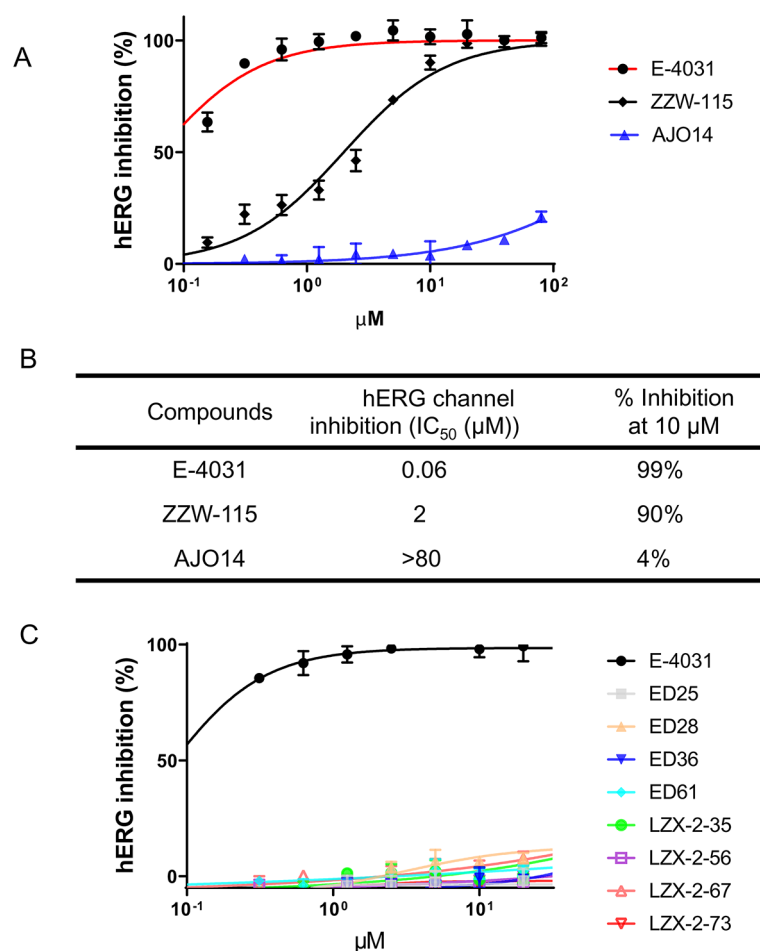 A
hERG inhibition (%)
100
50
0
10-1
10⁰
10¹
10²
µM
E-4031
ZZW-115
AJO14
B
Compounds
hERG channel
inhibition (IC₅₀ (µM))
% Inhibition
at 10 µM
E-4031 0.06 99%
ZZW-115 2 90%
AJO14 >80 4%
C
hERG inhibition (%)
100
50
0
10-1
10⁰
10¹
µM
E-4031
ED25
ED28
ED36
ED61
LZX-2-35
LZX-2-56
LZX-2-67
LZX-2-73